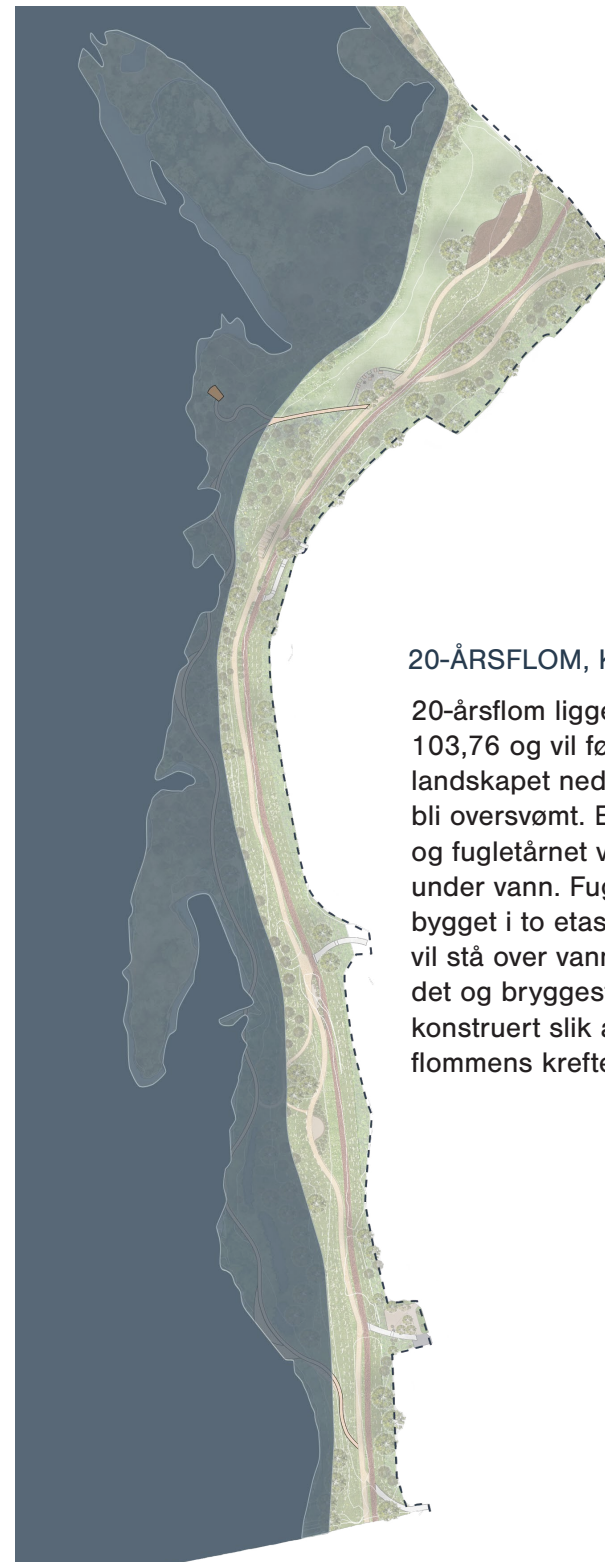 20-ÅRSFLOM, K
20-årsflom ligge
103,76 og vil fø
landskapet ned
bli oversvømt. B
og fugletårnet v
under vann. Fug
bygget i to etas
vil stå over vann
det og bryggest
konstruert slik a
flommens krefte